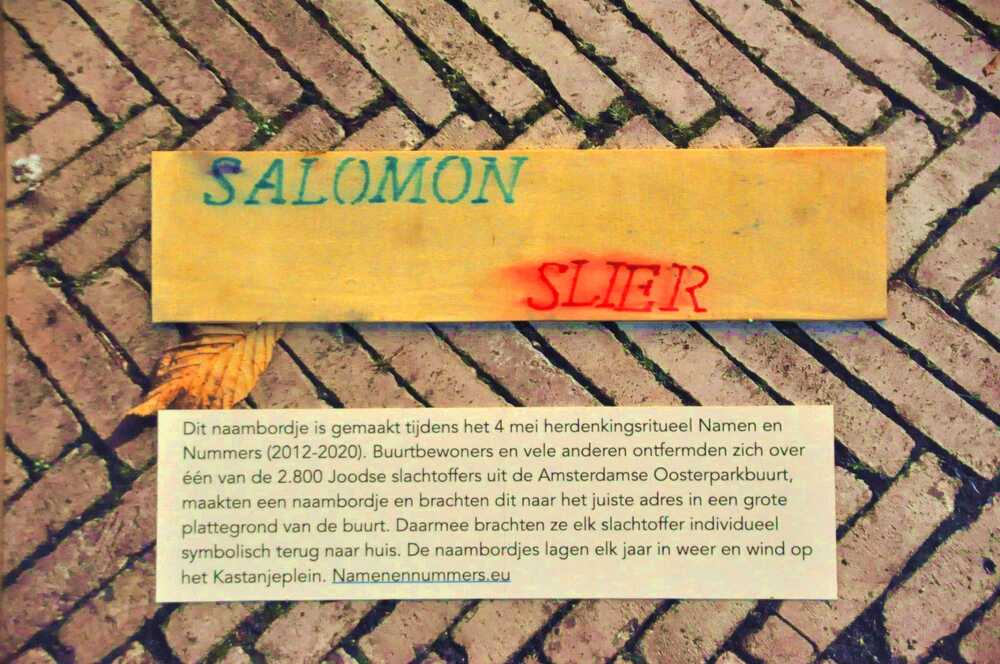 SALOMON
SLIER
Dit naambordje is gemaakt tijdens het 4 mei herdenkingsritueel Namen en
Nummers (2012-2020). Buurtbewoners en vele anderen ontfermden zich over
één van de 2.800 Joodse slachtoffers uit de Amsterdamse Oosterparkbuurt,
maakten een naambordje en brachten dit naar het juiste adres in een grote
plattegrond van de buurt. Daarmee brachten ze elk slachtoffer individueel
symbolisch terug naar huis. De naambordjes lagen elk jaar in weer en wind op
het Kastanjeplein. Namenennummers.eu